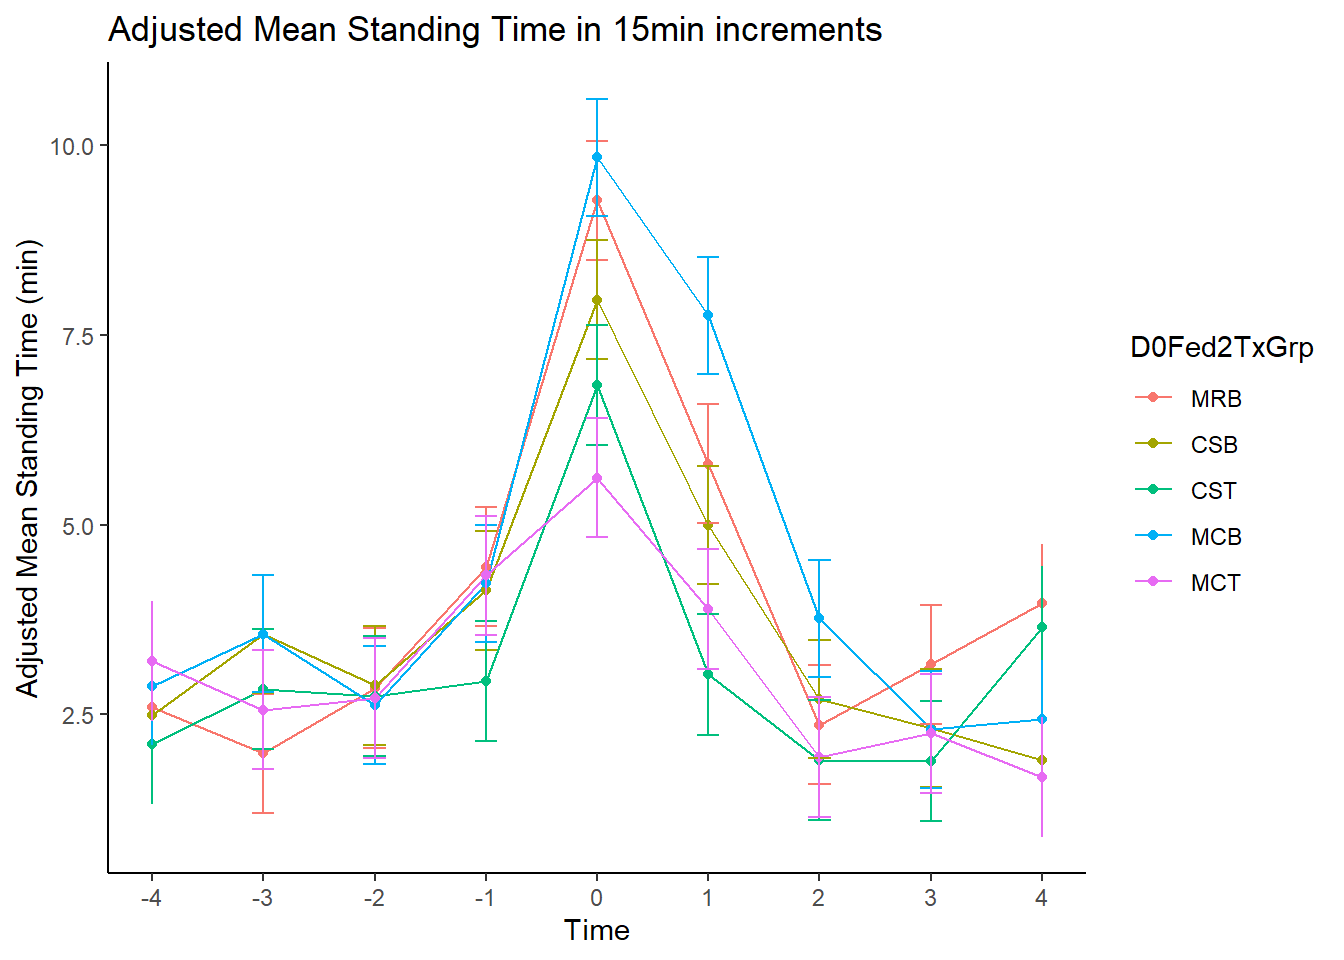 Adjusted Mean Standing Time in 15min increments
Adjusted Mean Standing Time (min)
10.0
7.5
5.0
2.5
-4 -3 -2 -1 0 1 2 3 4
Time
D0Fed2TxGrp
MRB
CSB
CST
MCB
MCT